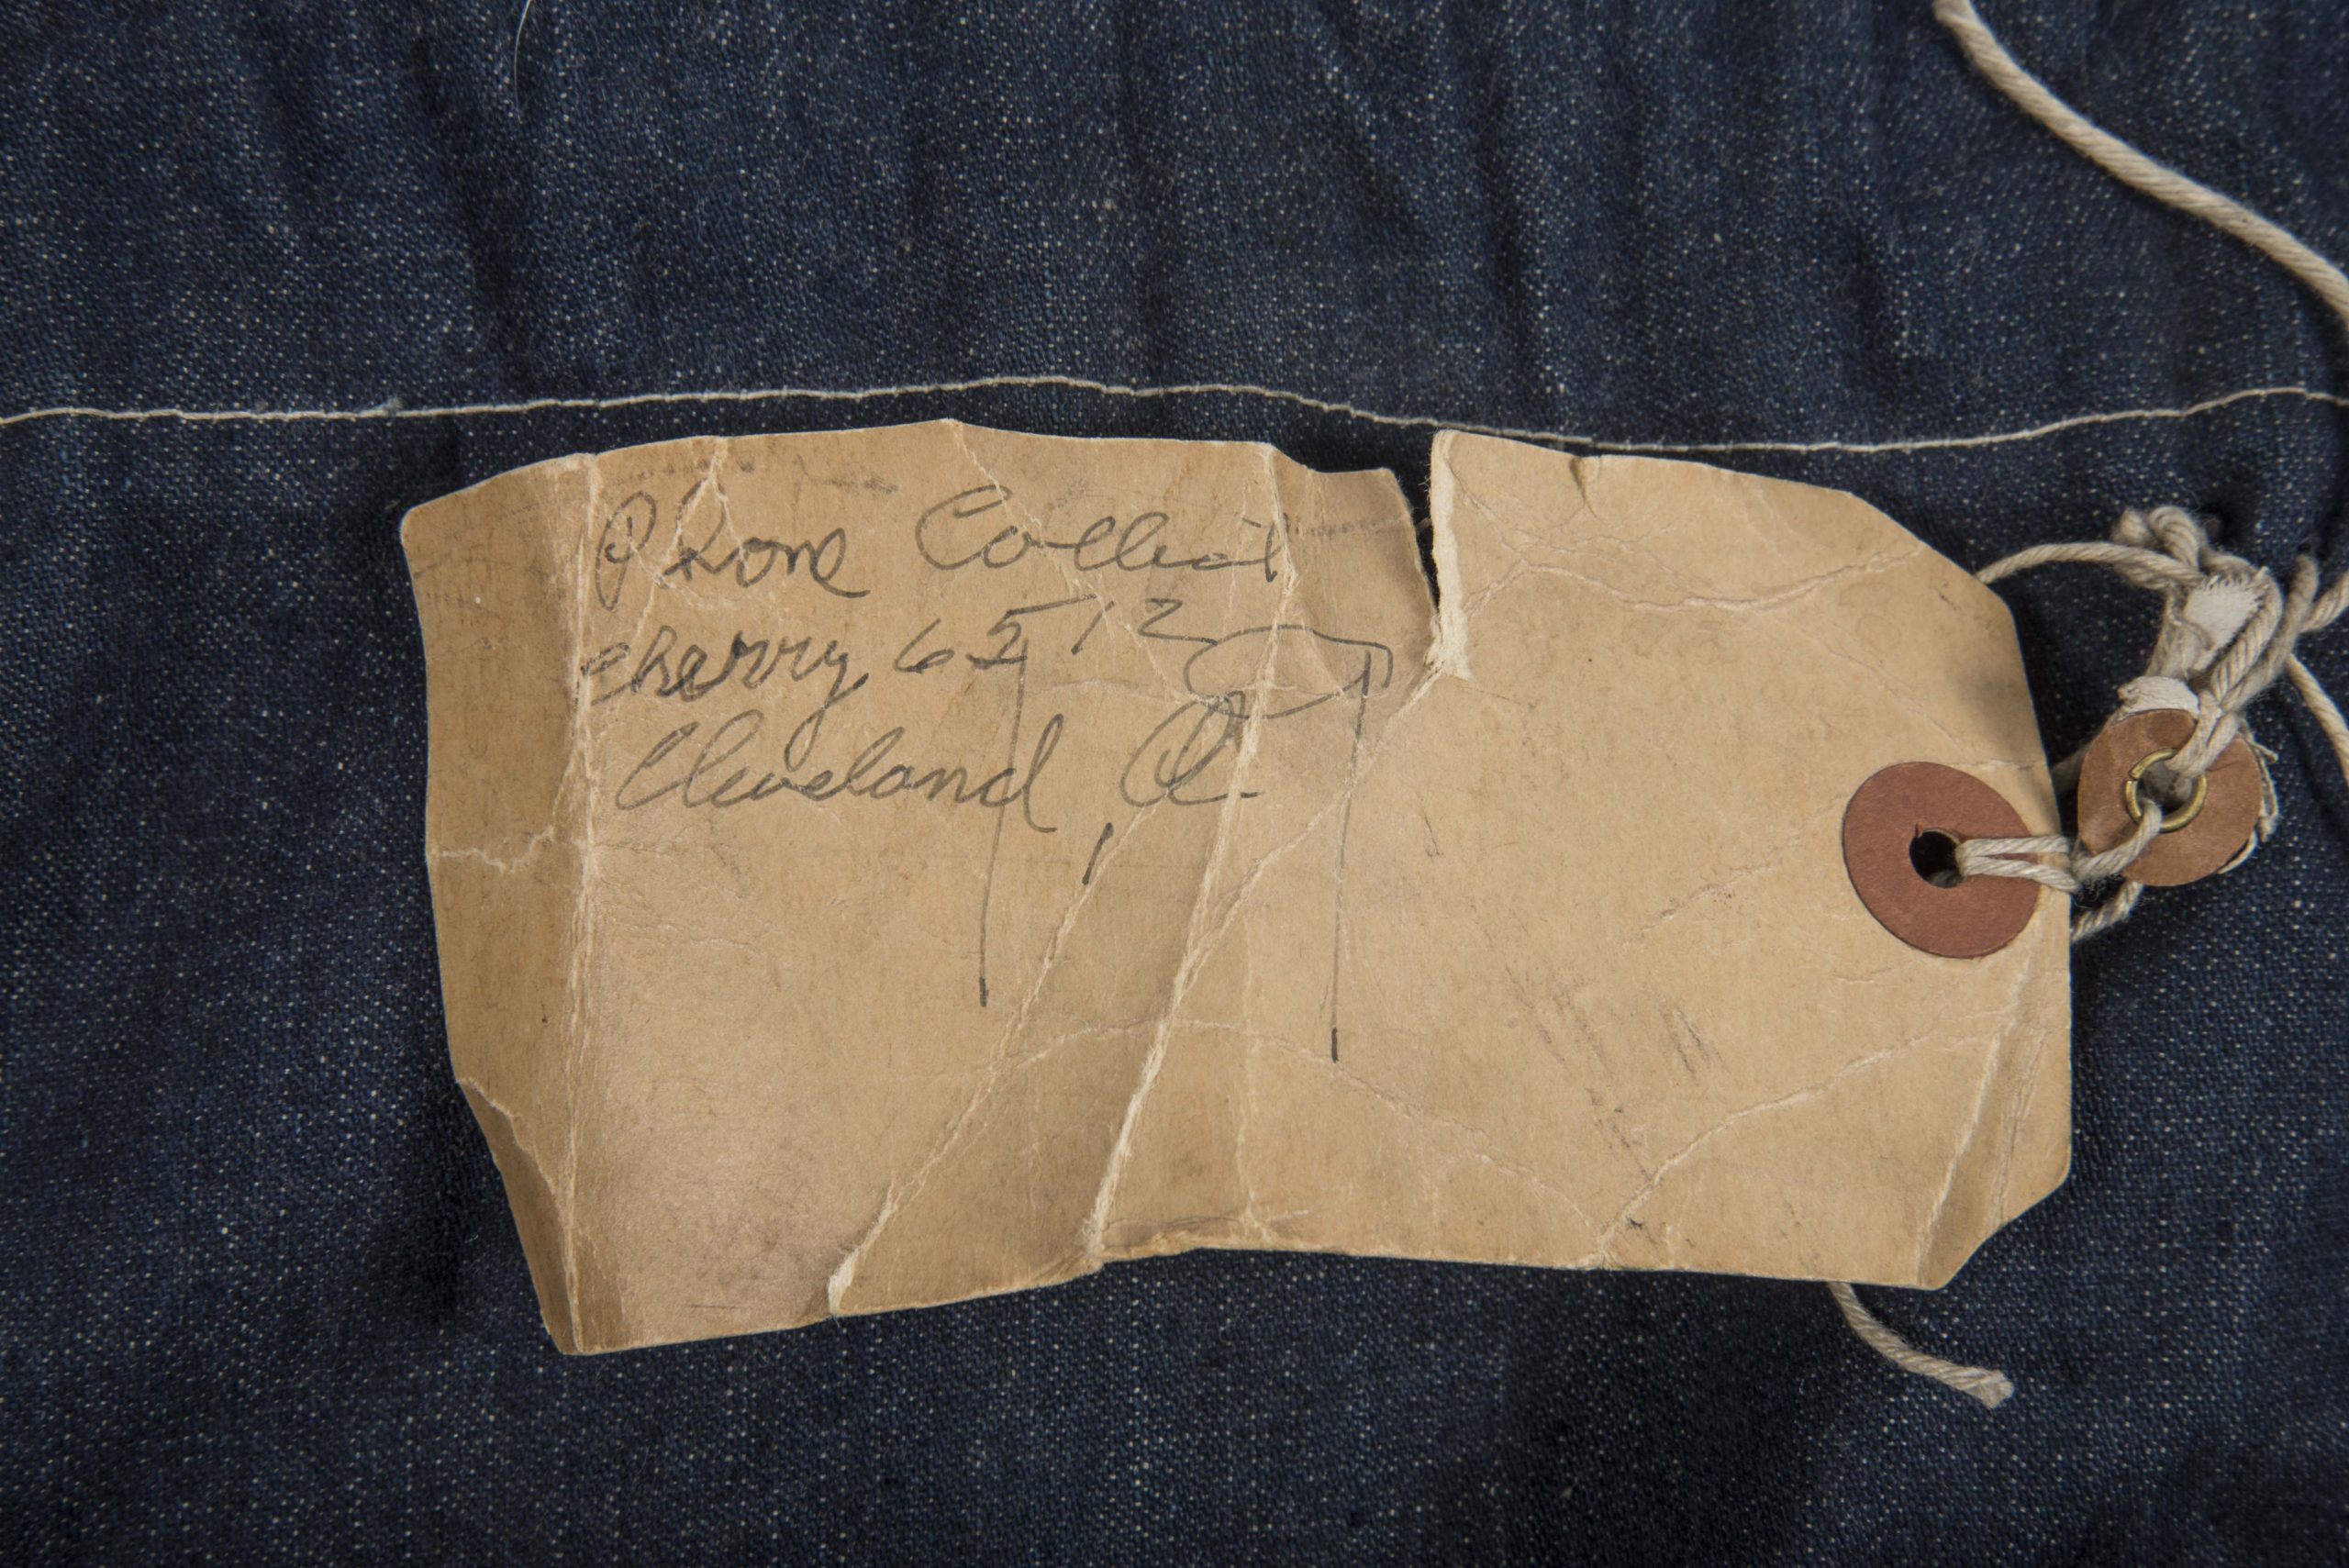 Phone Collect
Cherry 6512
Cleveland O.